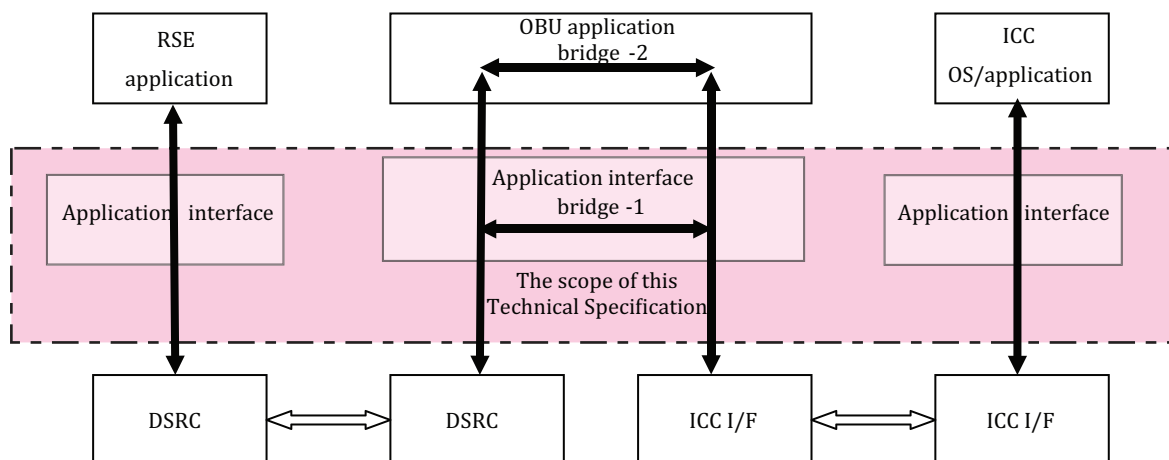 RSE
application
OBU application
bridge -2
ICC
OS/application
Application interface
Application interface
bridge -1
Application interface
The scope of this
Technical Specification
DSRC
DSRC
ICC I/F
ICC I/F